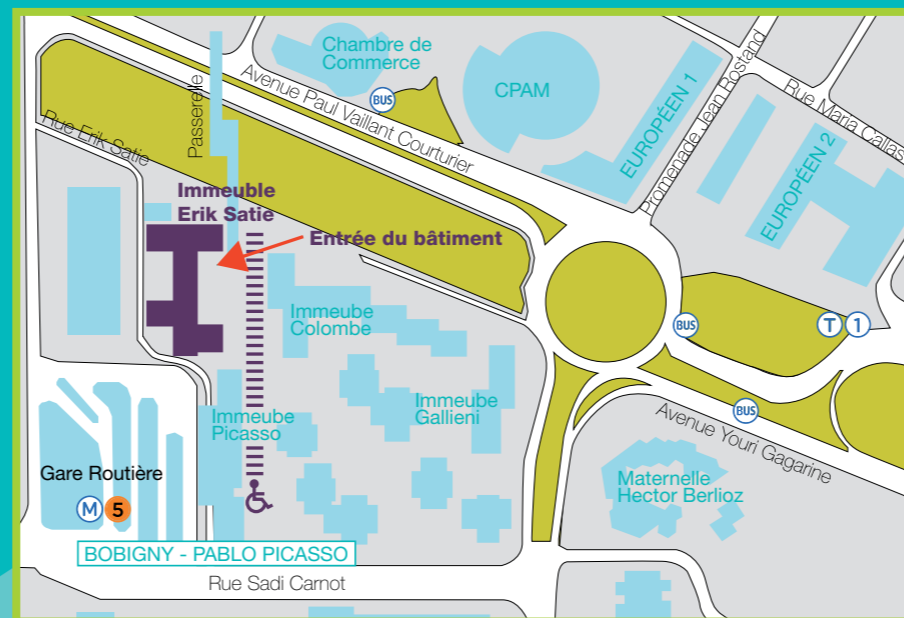 Chambre de
Commerce
Avenue Paul Vaillant Courturier
BUS
CPAM
EUROPÉEN 1
Promenade Jean Rostand
Rue Maria Callas
EUROPÉEN 2
Passerelle
Rue Erik Satie
Immeuble
Erik Satie
Entrée du bâtiment
Immeube
Colombe
BUS
T 1
Immeube
Picasso
Immeube
Gallieni
BUS
Avenue Youri Gagarine
Gare Routière
M 5
Maternelle
Hector Berlioz
BOBIGNY - PABLO PICASSO
Rue Sadi Carnot